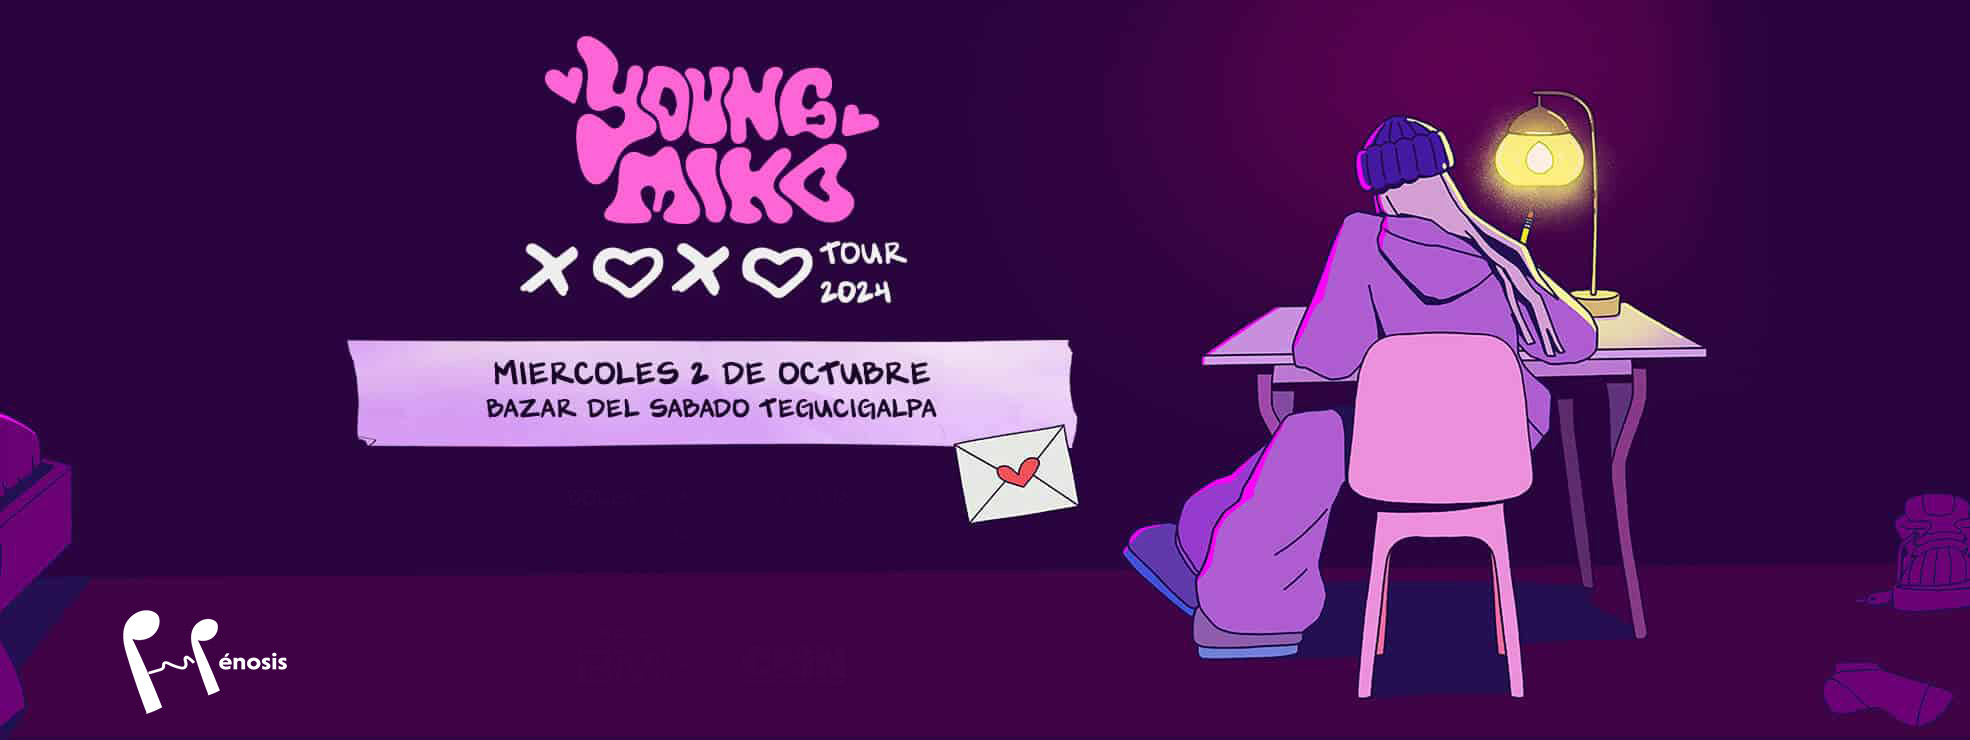 YOUNG
MIKO
XOXO TOUR
2024
MIERCOLES 2 DE OCTUBRE
BAZAR DEL SABADO TEGUCIGALPA
énosis